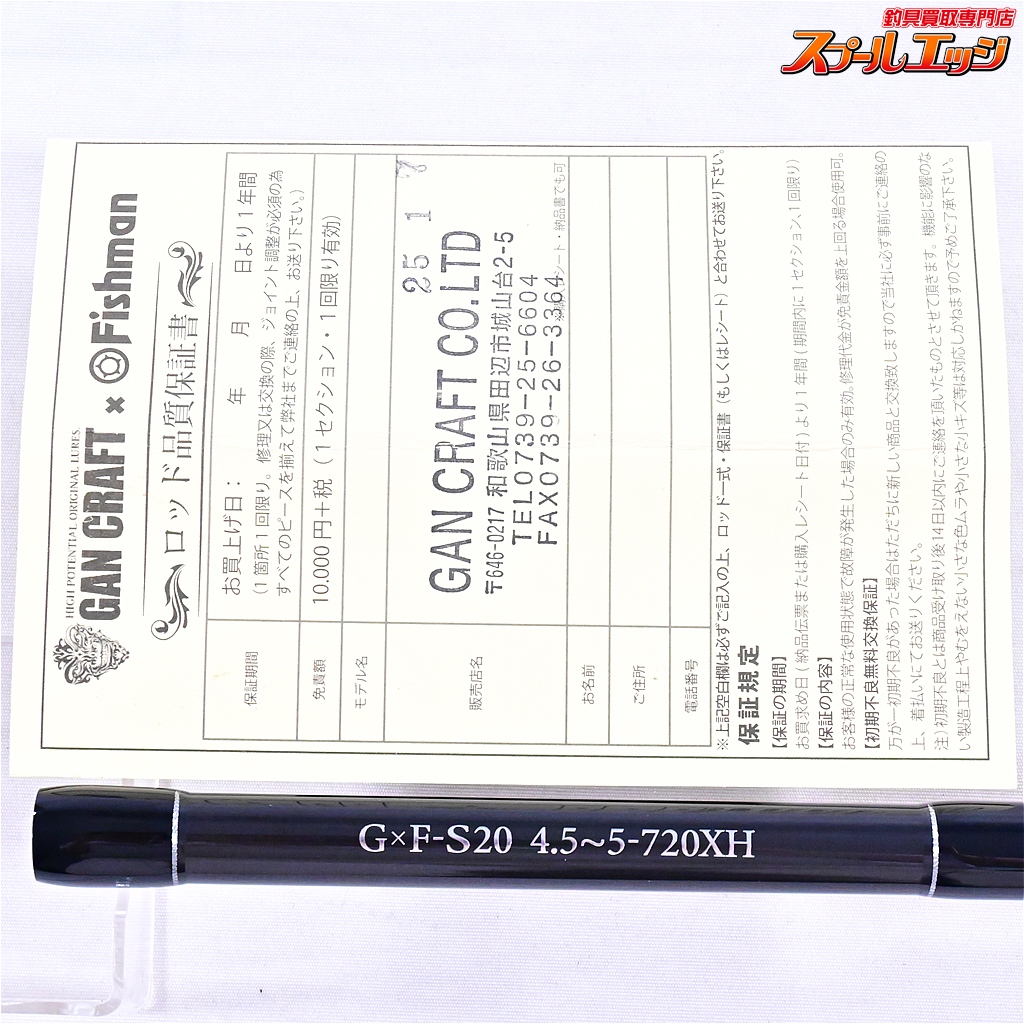 釣具買取専門店
スプールエッジ
HIGH POTENTIAL ORIGINAL LURES.
GAN CRAFT × Fishman
ロッド品質保証書
保証期間
お買上げ日： 年 月 日より1年間
(1箇所1回限り。修理又は交換の際、ジョイント調整が必須の為
すべてのピースを揃えて弊社までご連絡の上、お送り下さい。)
免責額
10.000円+税 (1セクション・1回限り有効)
モデル名
販売店名
25 1 7
GAN CRAFT CO.LTD
〒646-0217 和歌山県田辺市城山台2-5
TEL0739-25-6604
FAX0739-26-3364
シート・納品書でも可
お名前
ご住所
電話番号
※上記空白欄は必ずご記入の上、ロッド一式・保証書 (もしくはレシート) と合わせてお送り下さい。
保証規定
【保証の期間】
お買求め日 (納品伝票または購入レシート日付) より1年間 (期間内に1セクション、1回限り)
【保証の内容】
お客様の正常な使用状態で故障が発生した場合のみ有効。修理代金が免責金額を上回る場合使用可。
【初期不良無料交換保証】
万が一初期不良があった場合はただちに新しい商品と交換致しますので当社に必ず事前にご連絡の
上、着払いにてお送りください。
注) 初期不良とは商品受け取り後14日以内にご連絡を頂いたものとさせて頂きます。機能に影響のな
い製造工程上やむをえない小さな色ムラや小さな小キズ等は対応しかねますので予めご了承下さい。
G×F-S20 4.5~5-720XH